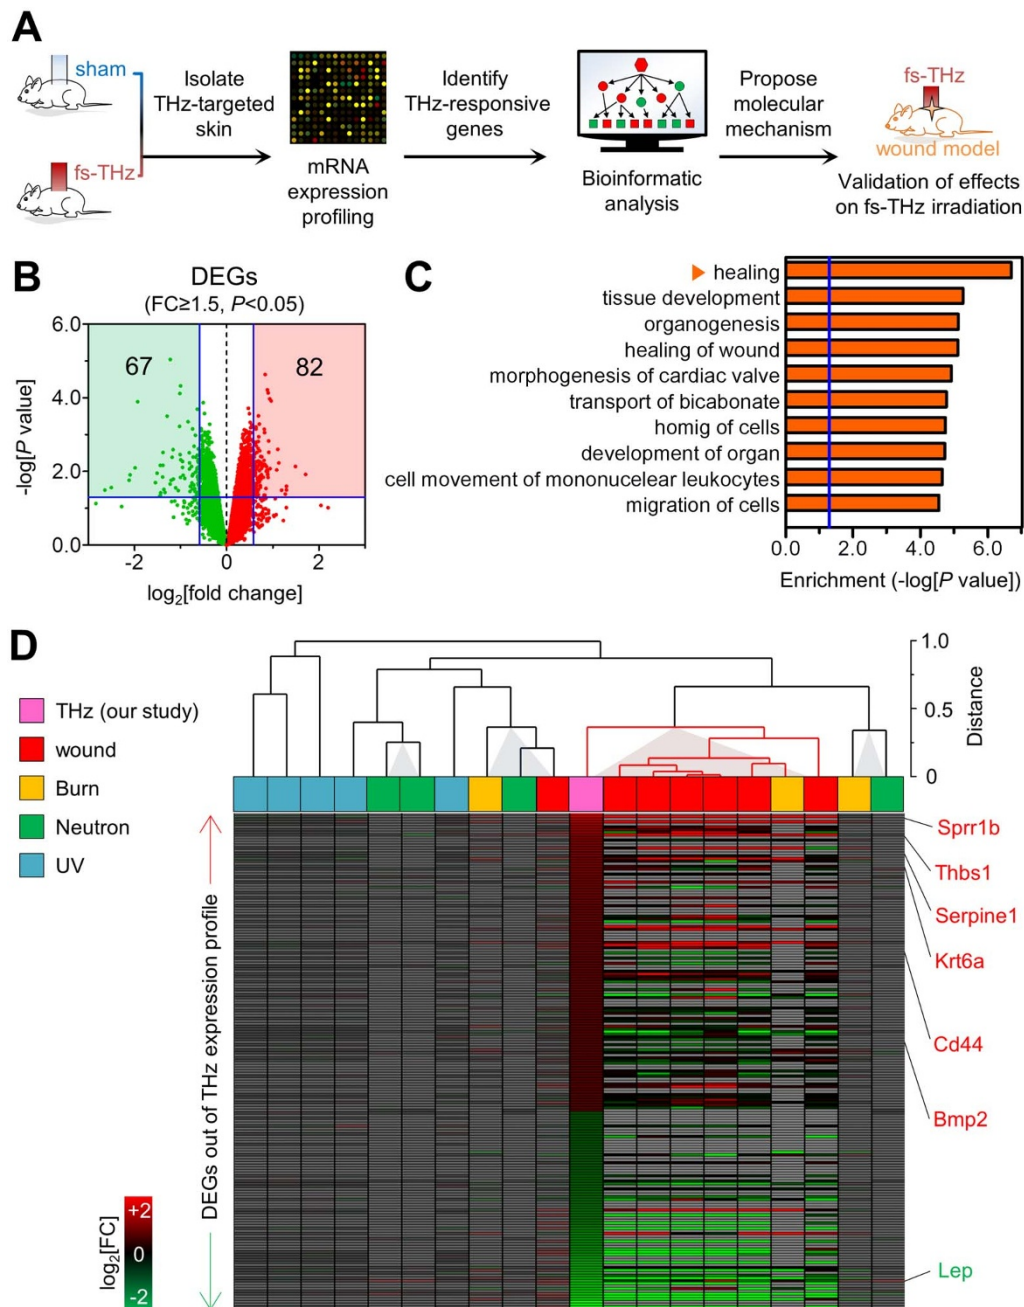 A
sham
fs-THz
Isolate
THz-targeted
skin
mRNA
expression
profiling
Identify
THz-responsive
genes
Bioinformatic
analysis
Propose
molecular
mechanism
fs-THz
wound model
Validation of effects
on fs-THz irradiation
B
DEGs
(FC≥1.5, P<0.05)
6.0
4.0
2.0
0.0
-log[P value]
67
82
-2
0
2
log2[fold change]
C
healing
tissue development
organogenesis
healing of wound
morphogenesis of cardiac valve
transport of bicabonate
homig of cells
development of organ
cell movement of mononucelear leukocytes
migration of cells
0.0
2.0
4.0
6.0
Enrichment (-log[P value])
D
THz (our study)
wound
Burn
Neutron
UV
1.0
0.5
0
Distance
DEGs out of THz expression profile
Sprr1b
Thbs1
Serpine1
Krt6a
Cd44
Bmp2
Lep
log2[FC]
+2
0
-2